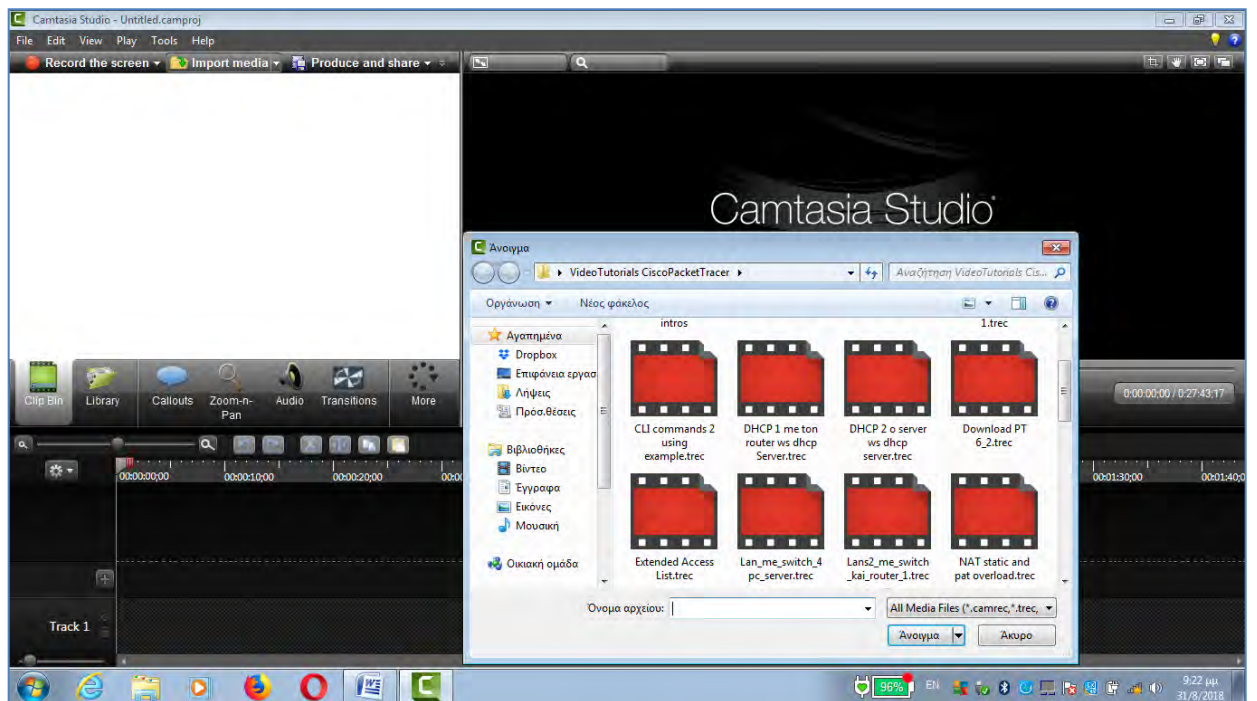 Camtasia Studio - Untitled.camproj
File Edit View Play Tools Help
Record the screen Import media Produce and share
Camtasia Studio
Άνοιγμα
VideoTutorials CiscoPacketTracer
Αναζήτηση VideoTutorials Cis...
Οργάνωση Νέος φάκελος
Αγαπημένα
Dropbox
Επιφάνεια εργασ
Λήψεις
Πρόσ.θέσεις
Βιβλιοθήκες
Βίντεο
Έγγραφα
Εικόνες
Μουσική
Οικιακή ομάδα
intros
1.trec
CLI commands 2
using
example.trec
DHCP 1 me ton
router ws dhcp
Server.trec
DHCP 2 o server
ws dhcp
server.trec
Download PT
6_2.trec
Extended Access
List.trec
Lan_me_switch_4
pc_server.trec
Lans2_me_switch
_kai_router_1.trec
NAT static and
pat overload.trec
Όνομα αρχείου:
All Media Files (*.camrec,*.trec,
Άνοιγμα
Άκυρο
Clip Bin
Library
Callouts
Zoom-n-
Pan
Audio
Transitions
More
0:00:00;00 / 0:27:43;17
00:00:00;00 00:00:10;00 00:00:20;00 00:0 00:01:30;00 00:01:40;0
Track 1
96%
EN
9:22 μμ
31/8/2018